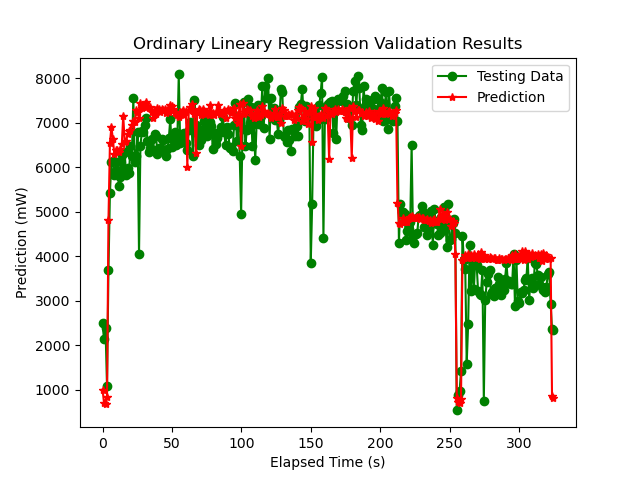 Ordinary Lineary Regression Validation Results
Testing Data
Prediction
8000
7000
6000
5000
4000
3000
2000
1000
Prediction (mW)
0 50 100 150 200 250 300
Elapsed Time (s)